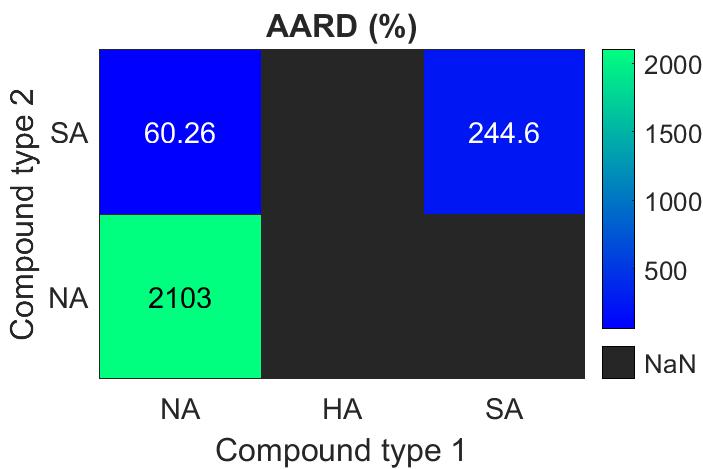 AARD (%)
Compound type 2
SA
60.26
244.6
NA
2103
NA
HA
SA
Compound type 1
2000
1500
1000
500
NaN